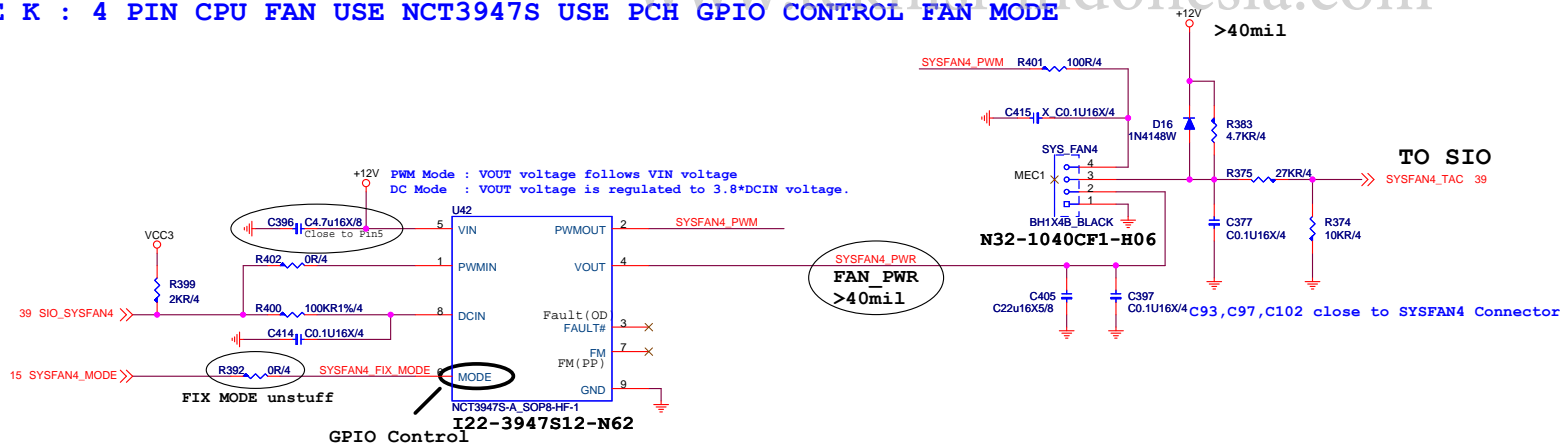 E K : 4 PIN CPU FAN USE NCT3947S USE PCH GPIO CONTROL FAN MODE
+12V
>40mil
SYSFAN4_PWM
R401
100R/4
C415
X_C0.1U16X/4
D16
1N4148W
R383
4.7KR/4
SYS_FAN4
MEC1
4
3
2
1
BH1X4B_BLACK
N32-1040CF1-H06
TO SIO
R375
27KR/4
SYSFAN4_TAC 39
C377
C0.1U16X/4
R374
10KR/4
+12V
PWM Mode : VOUT voltage follows VIN voltage
DC Mode : VOUT voltage is regulated to 3.8*DCIN voltage.
U42
C396
C4.7u16X/8
Close to Pin5
5
VIN
PWMOUT
2
SYSFAN4_PWM
VCC3
R402
0R/4
1
PWMIN
VOUT
4
SYSFAN4_PWR
FAN_PWR
>40mil
R399
2KR/4
C405
C22u16X5/8
C397
C0.1U16X/4
C93,C97,C102 close to SYSFAN4 Connector
39 SIO_SYSFAN4
R400
100KR1%/4
8
DCIN
Fault(OD)
FAULT#
3
C414
C0.1U16X/4
FM
7
FM(PP)
15 SYSFAN4_MODE
R392
0R/4
SYSFAN4_FIX_MODE
MODE
GND
9
FIX MODE unstuff
NCT3947S-A_SOP8-HF-1
I22-3947S12-N62
GPIO Control